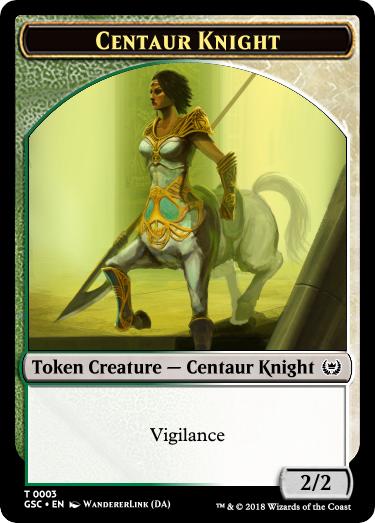 Centaur Knight
Token Creature — Centaur Knight
Vigilance
2/2
T 0003
GSC • EN WandererLink (DA)
™ & © 2018 Wizards of the Coast